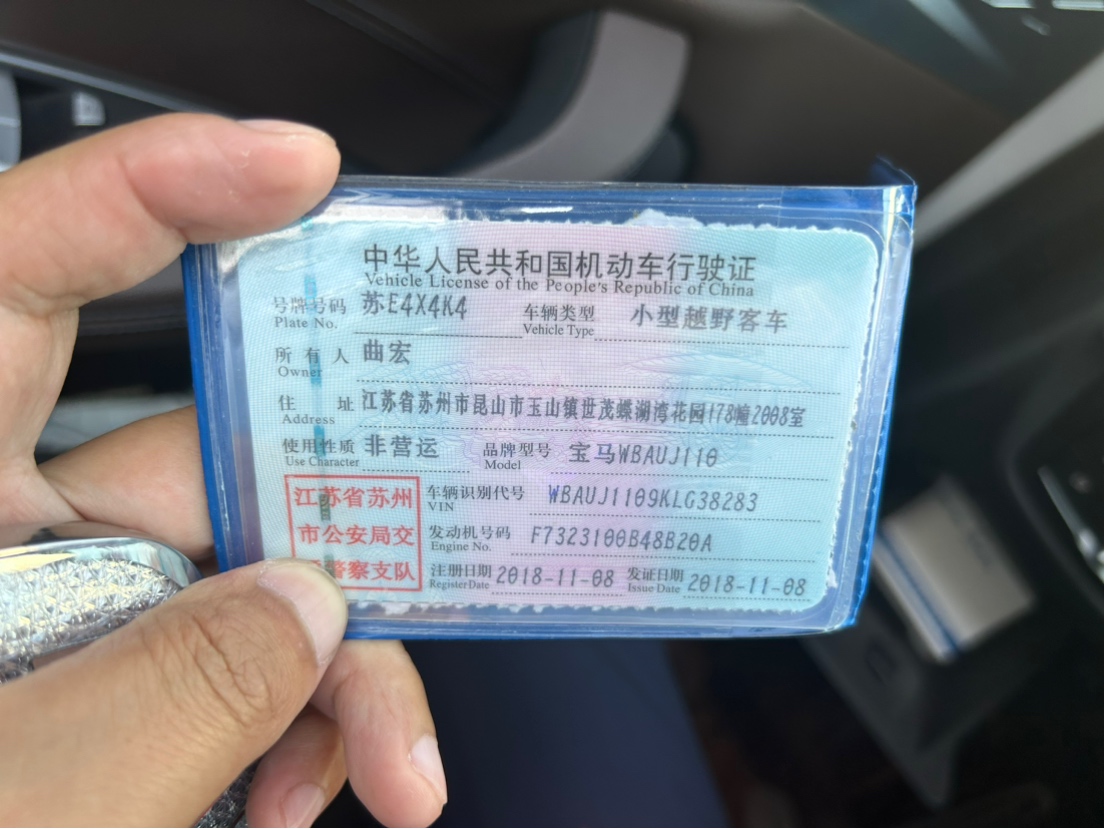 中华人民共和国机动车行驶证
Vehicle License of the People's Republic of China
号牌号码 苏E4X4K4 车辆类型 小型越野客车
Plate No. Vehicle Type
所有人 曲宏
Owner
住址 江苏省苏州市昆山市玉山镇世茂蝶湖湾花园178幢2008室
Address
使用性质 非营运 品牌型号 宝马WBAUJ110
Use Character Model
江苏省苏州 车辆识别代号 WBAUJ1109KLG38283
VIN
市公安局交 发动机号码 F7323100B48B20A
Engine No.
警察支队 注册日期 2018-11-08 发证日期 2018-11-08
Register Date Issue Date